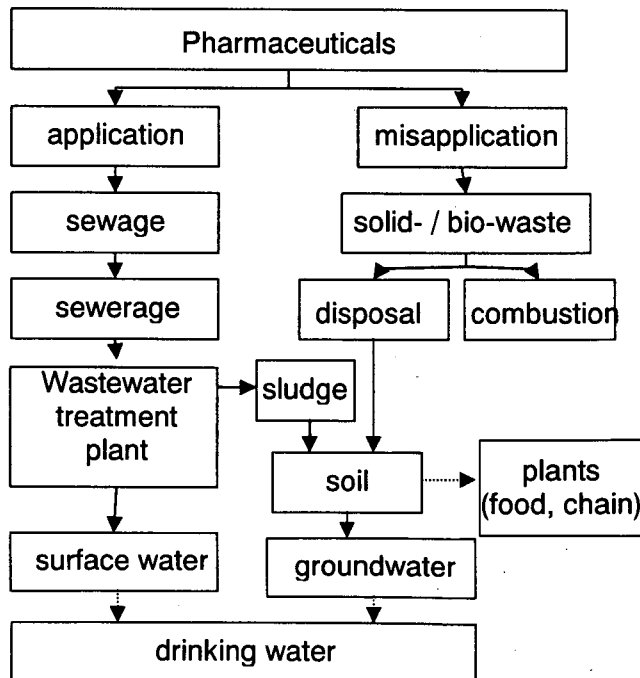 Pharmaceuticals
application
misapplication
sewage
solid- / bio-waste
sewerage
disposal
combustion
Wastewater
treatment
plant
sludge
soil
plants
(food, chain)
surface water
groundwater
drinking water